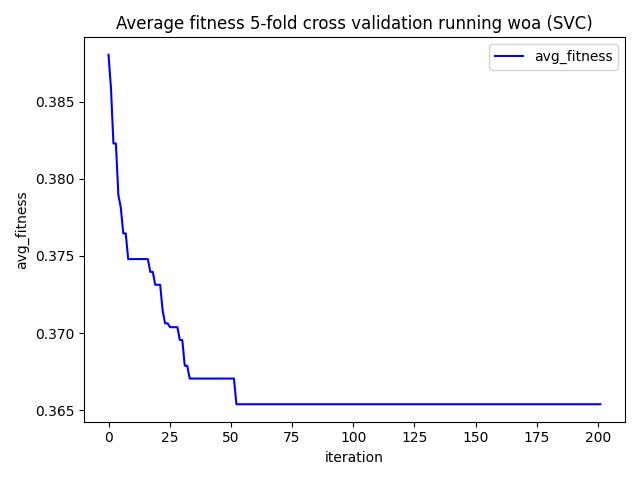 Average fitness 5-fold cross validation running woa (SVC)
avg_fitness
0.385
0.380
0.375
0.370
0.365
avg_fitness
0 25 50 75 100 125 150 175 200
iteration